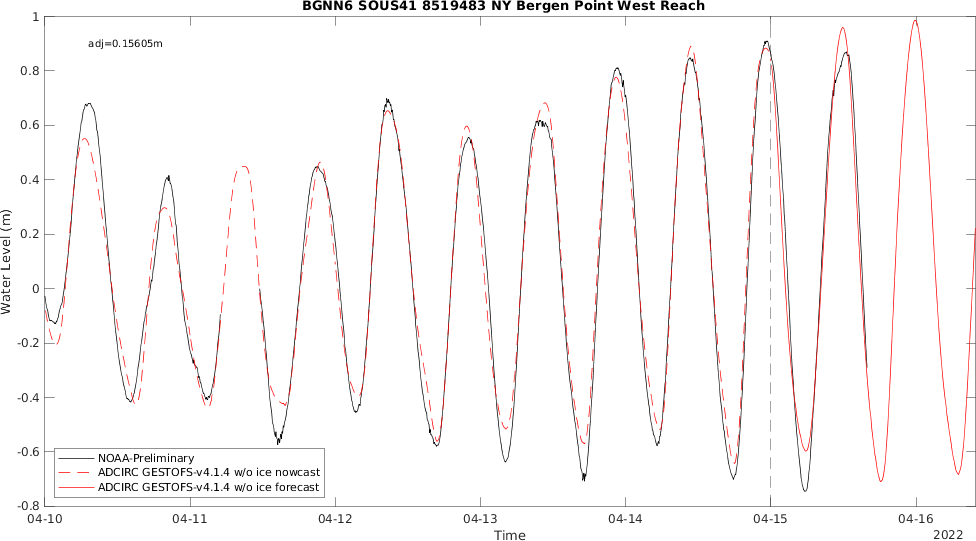 BGNN6 SOUS41 8519483 NY Bergen Point West Reach
adj=0.15605m
1
0.8
0.6
0.4
0.2
0
-0.2
-0.4
-0.6
-0.8
Water Level (m)
NOAA-Preliminary
ADCIRC GESTOFS-v4.1.4 w/o ice nowcast
ADCIRC GESTOFS-v4.1.4 w/o ice forecast
04-10 04-11 04-12 04-13 04-14 04-15 04-16
Time
2022